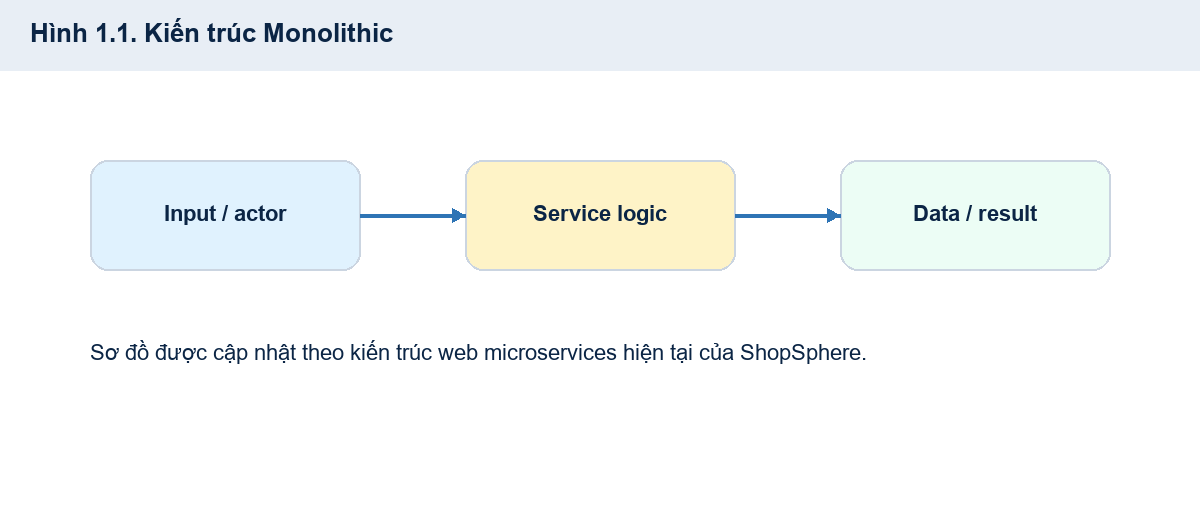 Hình 1.1. Kiến trúc Monolithic
Input / actor
Service logic
Data / result
Sơ đồ được cập nhật theo kiến trúc web microservices hiện tại của ShopSphere.